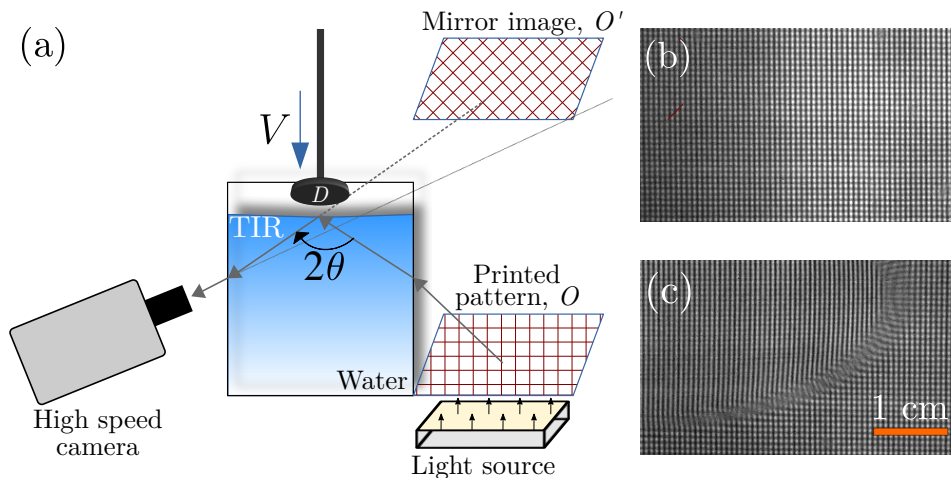 (a)
Mirror image, O'
V
D
TIR
2θ
Printed
pattern, O
Water
High speed
camera
Light source
(b)
(c)
1 cm